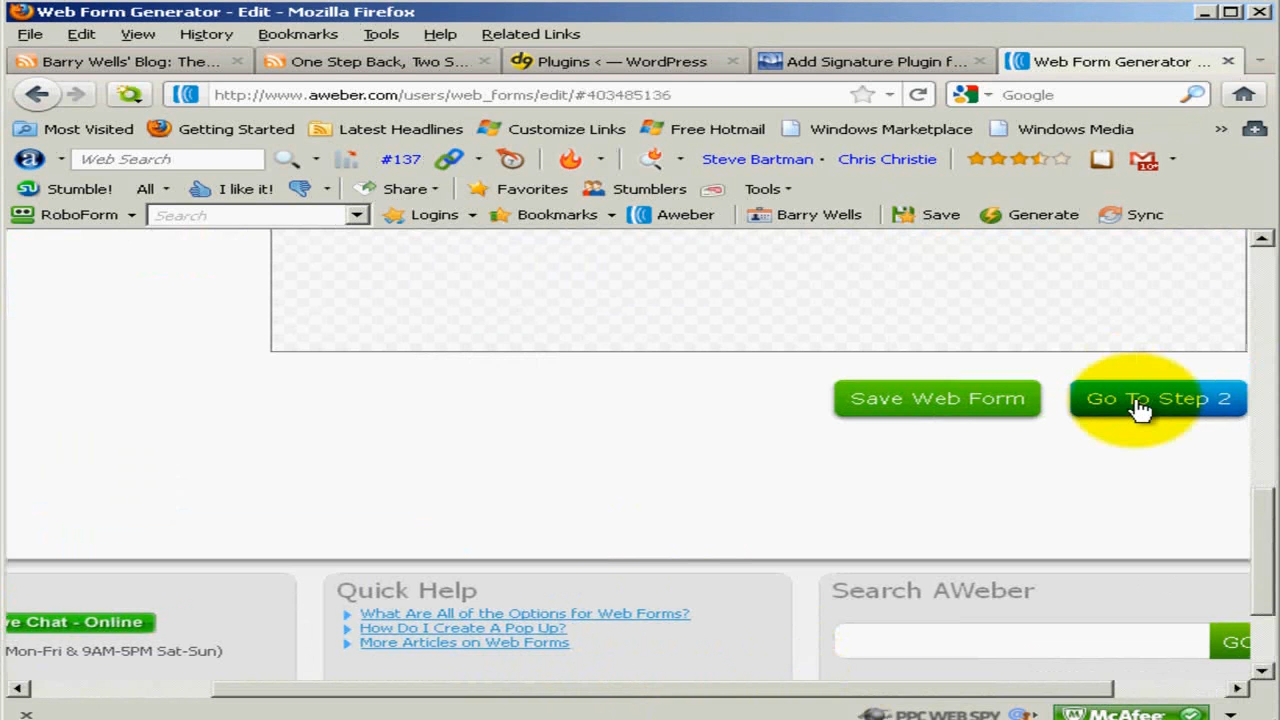 Web Form Generator - Edit - Mozilla Firefox
File Edit View History Bookmarks Tools Help Related Links
Barry Wells' Blog: The... One Step Back, Two S... Plugins < — WordPress Add Signature Plugin f... Web Form Generator ...
http://www.aweber.com/users/web_forms/edit/#403485136 Google
Most Visited Getting Started Latest Headlines Customize Links Free Hotmail Windows Marketplace Windows Media »
Web Search #137 Steve Bartman Chris Christie
Stumble! All I like it! Share Favorites Stumblers Tools
RoboForm Search Logins Bookmarks Aweber Barry Wells Save Generate Sync
Save Web Form Go To Step 2
Quick Help Search AWeber
What Are All of the Options for Web Forms?
ve Chat - Online How Do I Create A Pop Up?
More Articles on Web Forms GO
Mon-Fri & 9AM-5PM Sat-Sun)
PPC WEB SPY McAfee